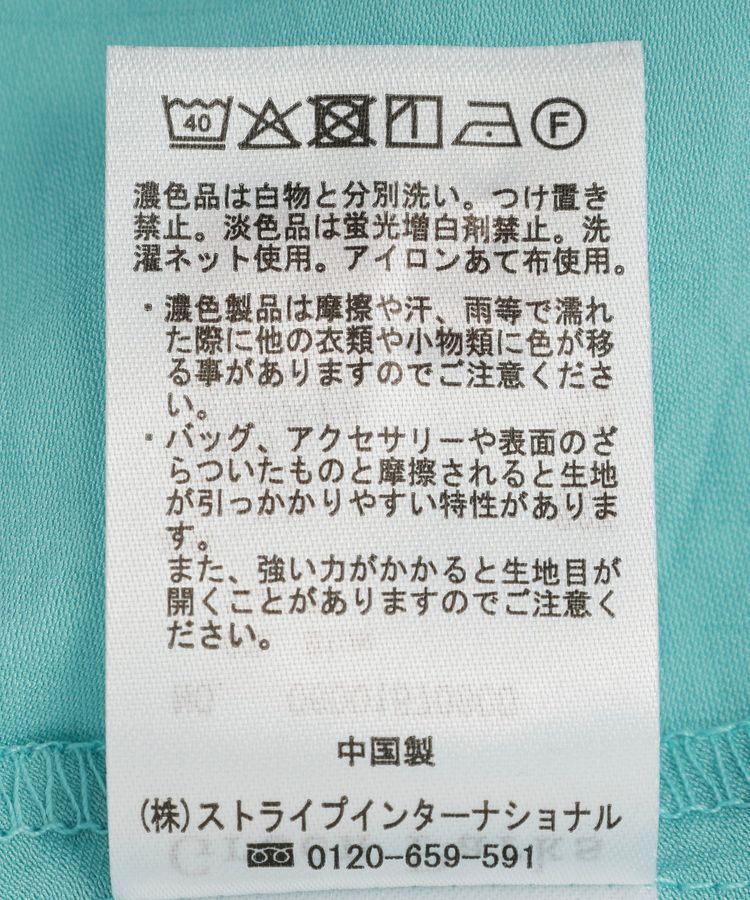 40 F
濃色品は白物と分別洗い。つけ置き
禁止。淡色品は蛍光増白剤禁止。洗
濯ネット使用。アイロンあて布使用。
・濃色製品は摩擦や汗、雨等で濡れ
た際に他の衣類や小物類に色が移
る事がありますのでご注意くださ
い。
・バッグ、アクセサリーや表面のざ
らついたものと摩擦されると生地
が引っかかりやすい特性がありま
す。
また、強い力がかかると生地目が
開くことがありますのでご注意く
ださい。
中国製
(株)ストライプインターナショナル
0120-659-591